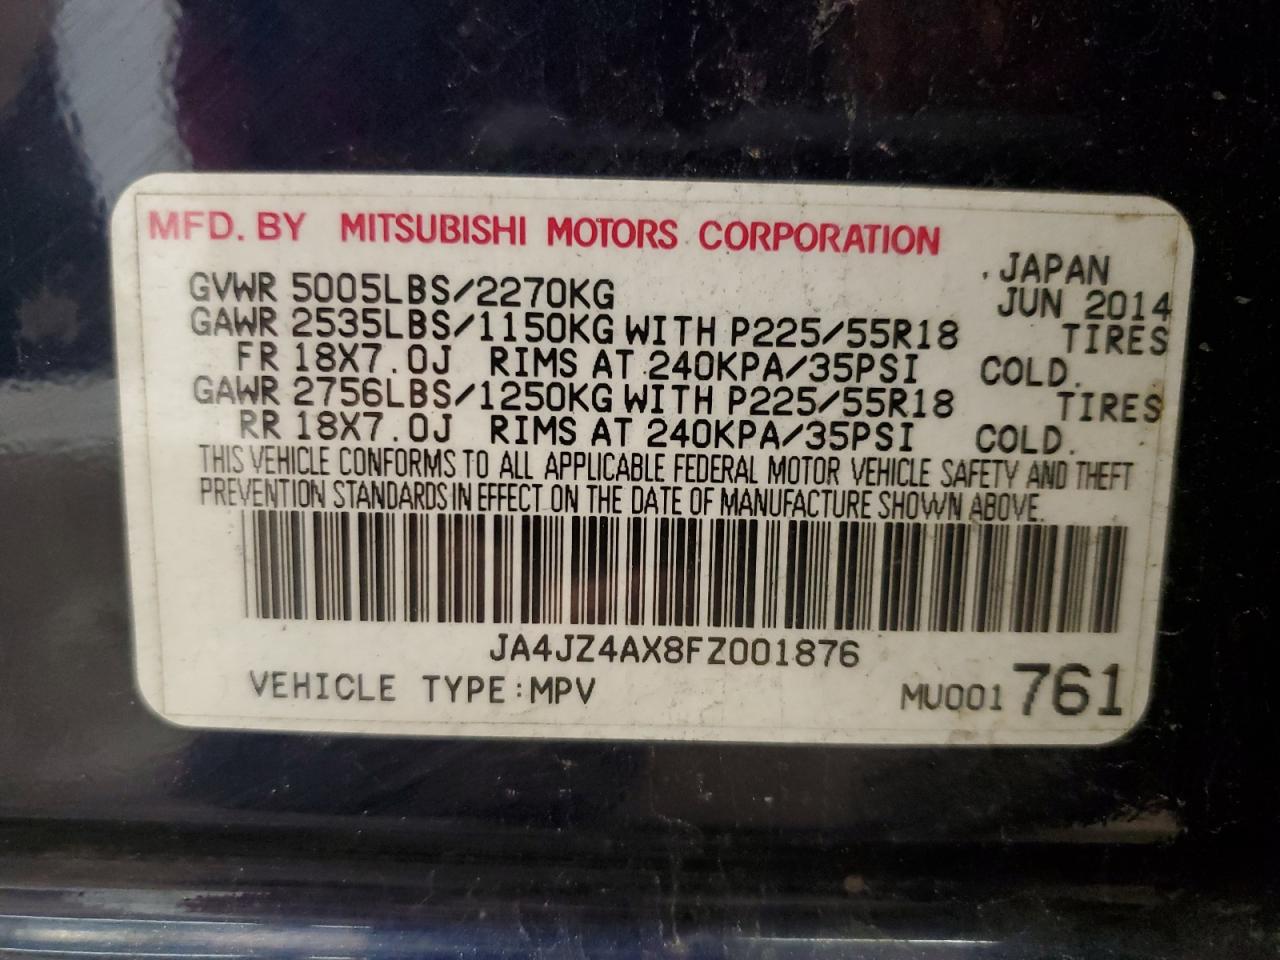 MFD. BY MITSUBISHI MOTORS CORPORATION
. JAPAN
GVWR 5005LBS/2270KG JUN 2014
GAWR 2535LBS/1150KG WITH P225/55R18 TIRES
FR 18X7.0J RIMS AT 240KPA/35PSI COLD.
GAWR 2756LBS/1250KG WITH P225/55R18 TIRES
RR 18X7.0J RIMS AT 240KPA/35PSI COLD.
THIS VEHICLE CONFORMS TO ALL APPLICABLE FEDERAL MOTOR VEHICLE SAFETY AND THEFT
PREVENTION STANDARDS IN EFFECT ON THE DATE OF MANUFACTURE SHOWN ABOVE.
JA4JZ4AX8FZ001876
VEHICLE TYPE:MPV MU001 761